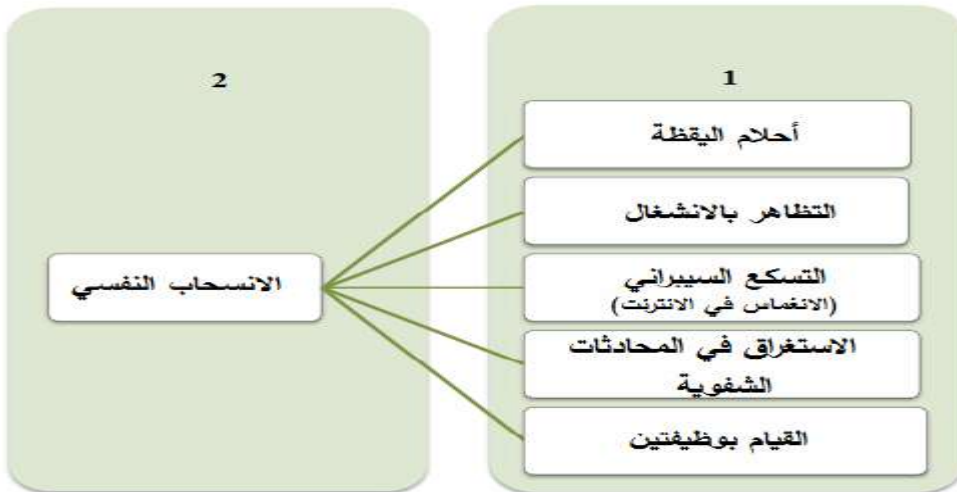 1
أحلام اليقظة
التظاهر بالانشغال
التسكع السيبراني
(الانغماس في الانترنت)
الاستغراق في المحادثات
الشفوية
القيام بوظيفتين
2
الانسحاب النفسي